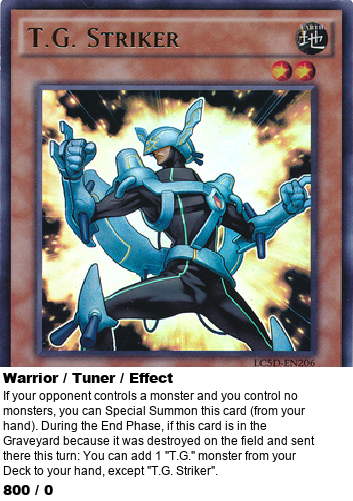 T.G. STRIKER
EARTH
地
LC5D-EN206
Warrior / Tuner / Effect
If your opponent controls a monster and you control no
monsters, you can Special Summon this card (from your
hand). During the End Phase, if this card is in the
Graveyard because it was destroyed on the field and sent
there this turn: You can add 1 "T.G." monster from your
Deck to your hand, except "T.G. Striker".
800 / 0